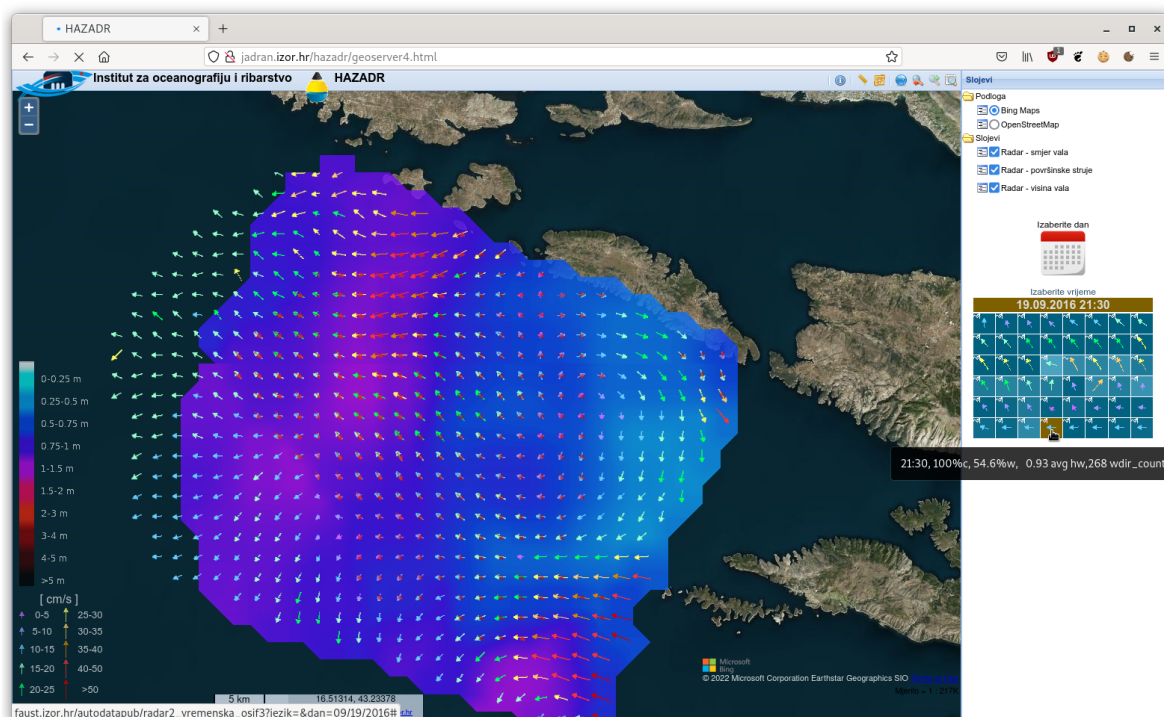 HAZADR
jadran.izor.hr/hazadr/geoserver4.html
1
Institut za oceanografiju i ribarstvo
HAZADR
Slojevi
Podloga
Bing Maps
OpenStreetMap
Slojevi
Radar - smjer vala
Radar - površinske struje
Radar - visina vala
Izaberite dan
Izaberite vrijeme
19.09.2016 21:30
21:30, 100%c, 54.6%w, 0.93 avg hw,268 wdir_count
0-0.25 m
0.25-0.5 m
0.5-0.75 m
0.75-1 m
1-1.5 m
1.5-2 m
2-3 m
3-4 m
4-5 m
>5 m
[ cm/s ]
0-5 25-30
5-10 30-35
10-15 35-40
15-20 40-50
20-25 >50
Microsoft
Bing
© 2022 Microsoft Corporation Earthstar Geographics SIO
Mjerilo = 1 : 217K
5 km
16.51314, 43.23378
faust.izor.hr/autodatapub/radar2_vremenska_osjf3?jezik=&dan=09/19/2016#